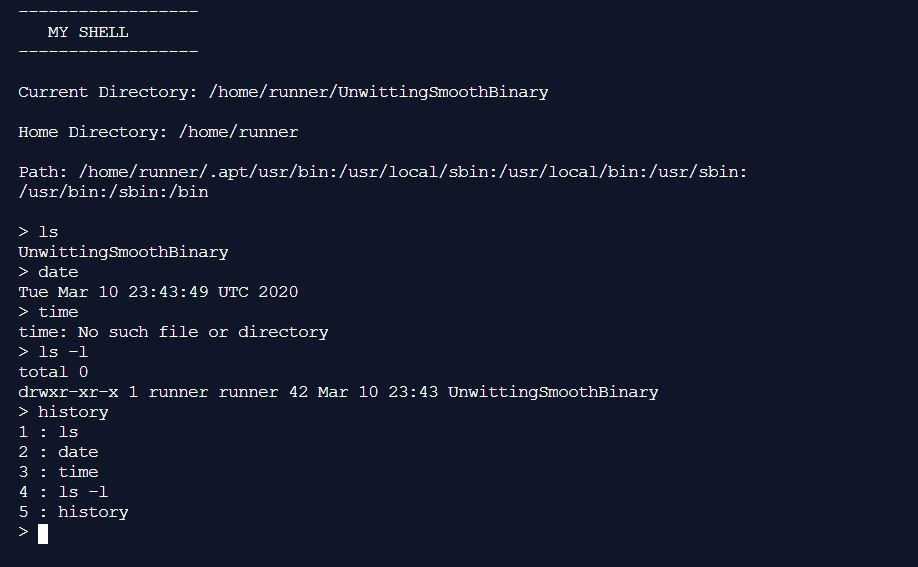 ------------------
MY SHELL
------------------
Current Directory: /home/runner/UnwittingSmoothBinary
Home Directory: /home/runner
Path: /home/runner/.apt/usr/bin:/usr/local/sbin:/usr/local/bin:/usr/sbin:
/usr/bin:/sbin:/bin
> ls
UnwittingSmoothBinary
> date
Tue Mar 10 23:43:49 UTC 2020
> time
time: No such file or directory
> ls -l
total 0
drwxr-xr-x 1 runner runner 42 Mar 10 23:43 UnwittingSmoothBinary
> history
1 : ls
2 : date
3 : time
4 : ls -l
5 : history
>